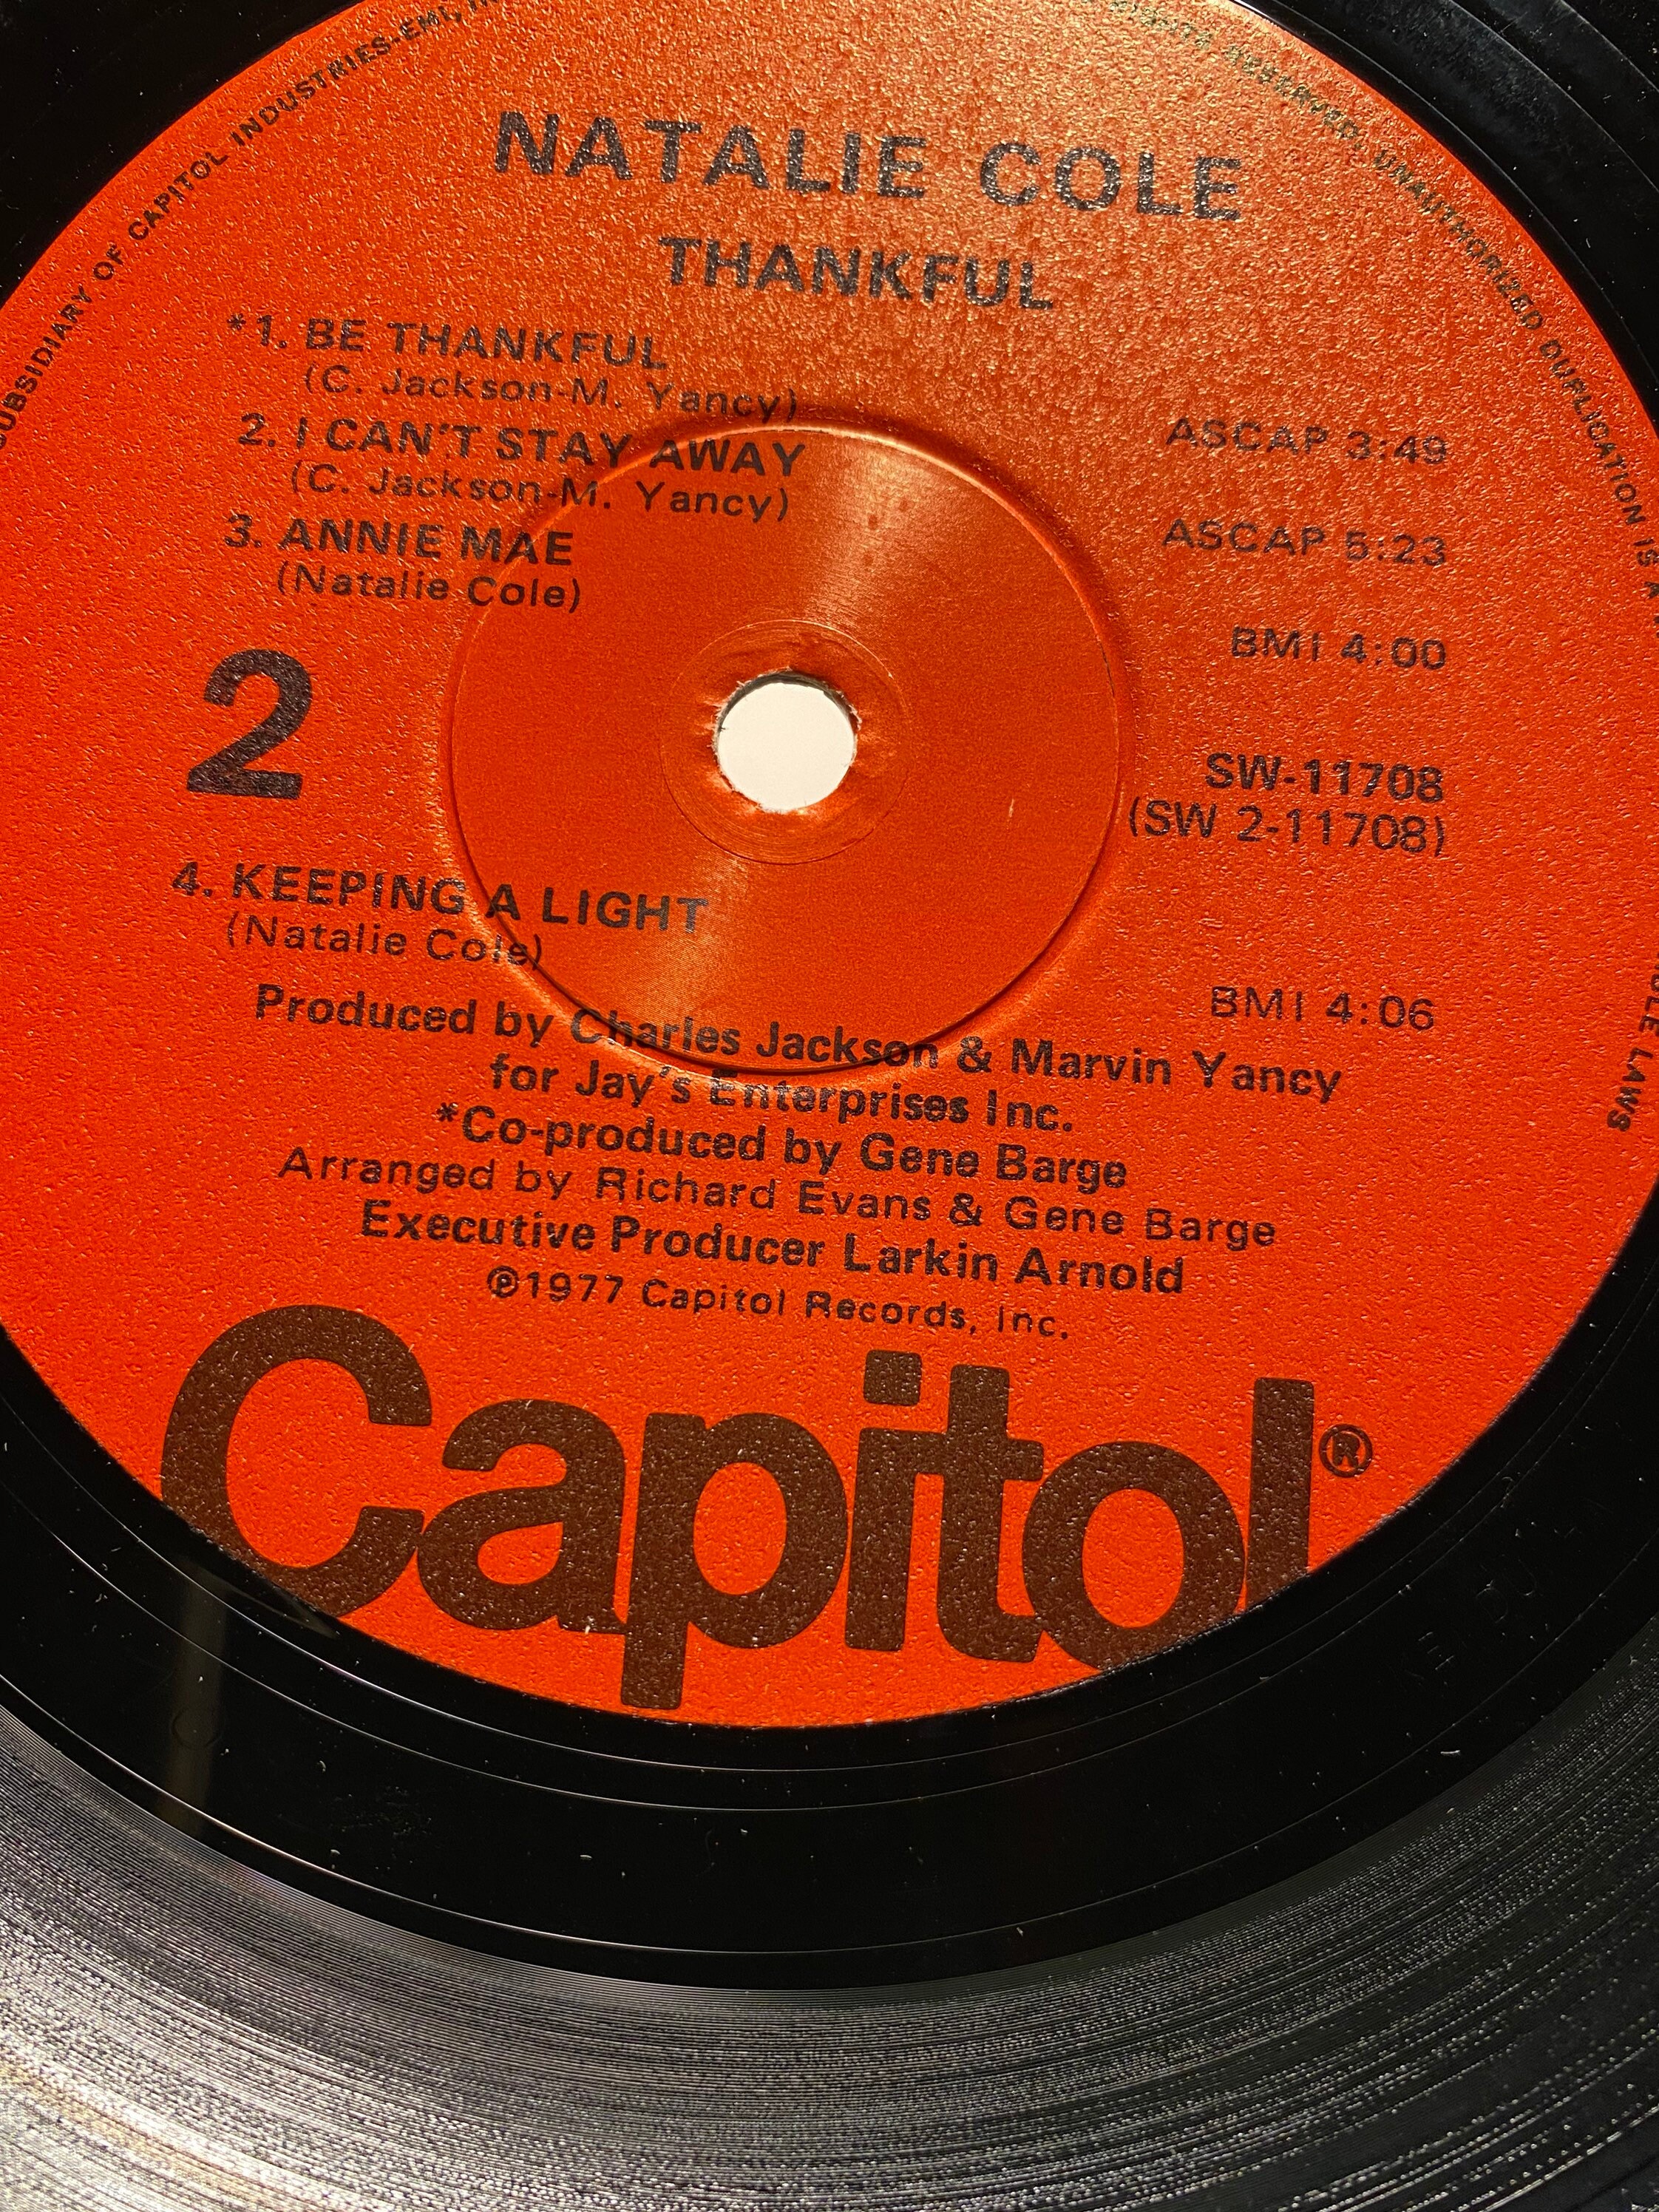 SUBSIDIARY OF CAPITOL INDUSTRIES-EMI,
RESERVED. UNAUTHORIZED DUPLICATION IS A
LAWS
NATALIE COLE
THANKFUL
*1. BE THANKFUL
(C. Jackson-M. Yancy)
ASCAP 3:49
2. I CAN'T STAY AWAY
(C. Jackson-M. Yancy)
ASCAP 5:23
3. ANNIE MAE
(Natalie Cole)
BMI 4:00
2
SW-11708
(SW 2-11708)
4. KEEPING A LIGHT
(Natalie Cole)
BMI 4:06
Produced by Charles Jackson & Marvin Yancy
for Jay's Enterprises Inc.
*Co-produced by Gene Barge
Arranged by Richard Evans & Gene Barge
Executive Producer Larkin Arnold
℗1977 Capitol Records, Inc.
Capitol®